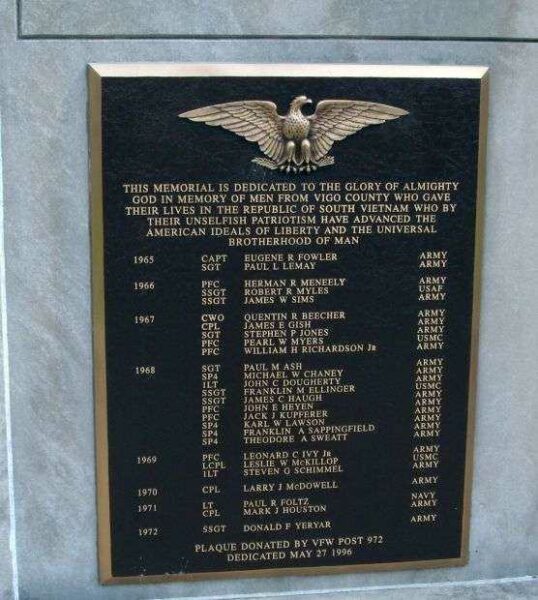 THIS MEMORIAL IS DEDICATED TO THE GLORY OF ALMIGHTY
GOD IN MEMORY OF MEN FROM VIGO COUNTY WHO GAVE
THEIR LIVES IN THE REPUBLIC OF SOUTH VIETNAM WHO BY
THEIR UNSELFISH PATRIOTISM HAVE ADVANCED THE
AMERICAN IDEALS OF LIBERTY AND THE UNIVERSAL
BROTHERHOOD OF MAN
1965 CAPT EUGENE R FOWLER ARMY
SGT PAUL L LEMAY ARMY
1966 PFC HERMAN R MENEELY ARMY
SSGT ROBERT R MYLES USAF
SSGT JAMES W SIMS ARMY
1967 CWO QUENTIN R BEECHER ARMY
CPL JAMES E GISH ARMY
SGT STEPHEN P JONES ARMY
PFC PEARL W MYERS USMC
PFC WILLIAM H RICHARDSON JR ARMY
1968 SGT PAUL M ASH ARMY
SP4 MICHAEL W CHANEY ARMY
1LT JOHN C DOUGHERTY ARMY
SSGT FRANKLIN M ELLINGER USMC
SSGT JAMES C HAUGH ARMY
PFC JOHN E HEYEN ARMY
PFC JACK J KUPFERER ARMY
SP4 KARL W LAWSON ARMY
SP4 FRANKLIN A SAPPINGFIELD ARMY
SP4 THEODORE A SWEATT ARMY
1969 PFC LEONARD C IVY JR ARMY
LCPL LESLIE W McKILLOP USMC
1LT STEVEN G SCHIMMEL ARMY
1970 CPL LARRY J McDOWELL ARMY
1971 LT PAUL R FOLTZ NAVY
CPL MARK J HOUSTON ARMY
1972 SSGT DONALD F YERYAR ARMY
PLAQUE DONATED BY VFW POST 972
DEDICATED MAY 27 1996